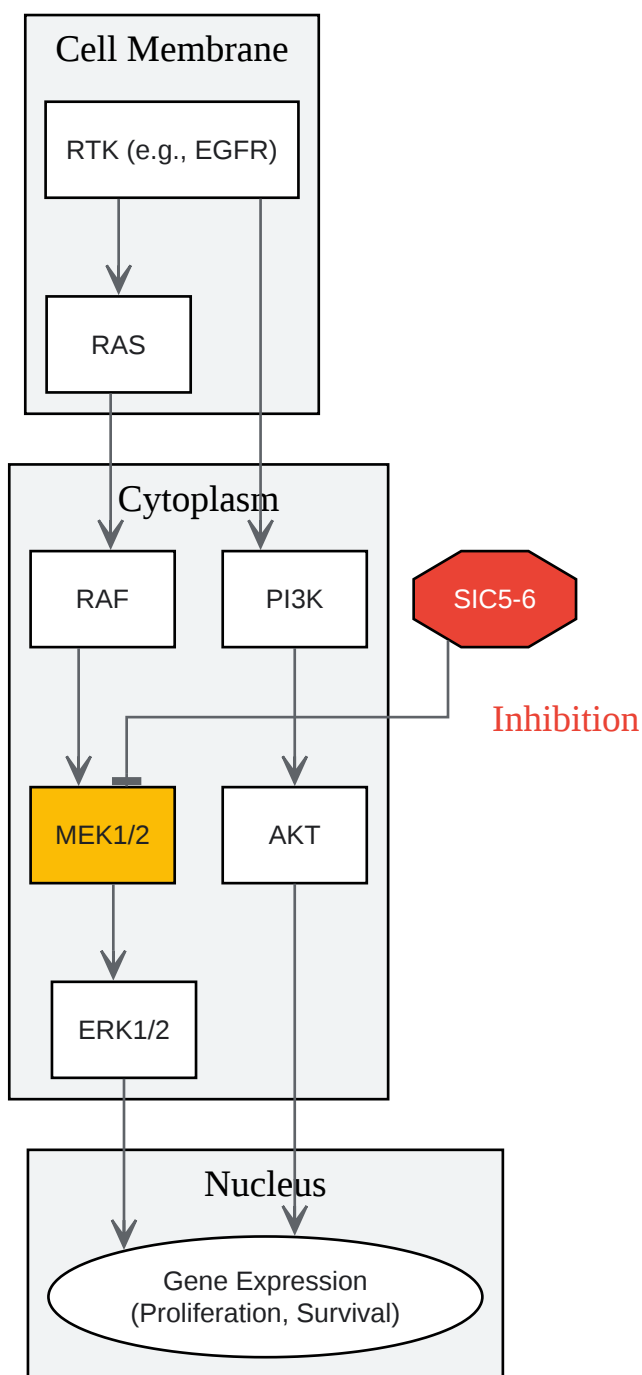 Cell Membrane
RTK (e.g., EGFR)
RAS
Cytoplasm
RAF
PI3K
SIC5-6
Inhibition
MEK1/2
AKT
ERK1/2
Nucleus
Gene Expression
(Proliferation, Survival)